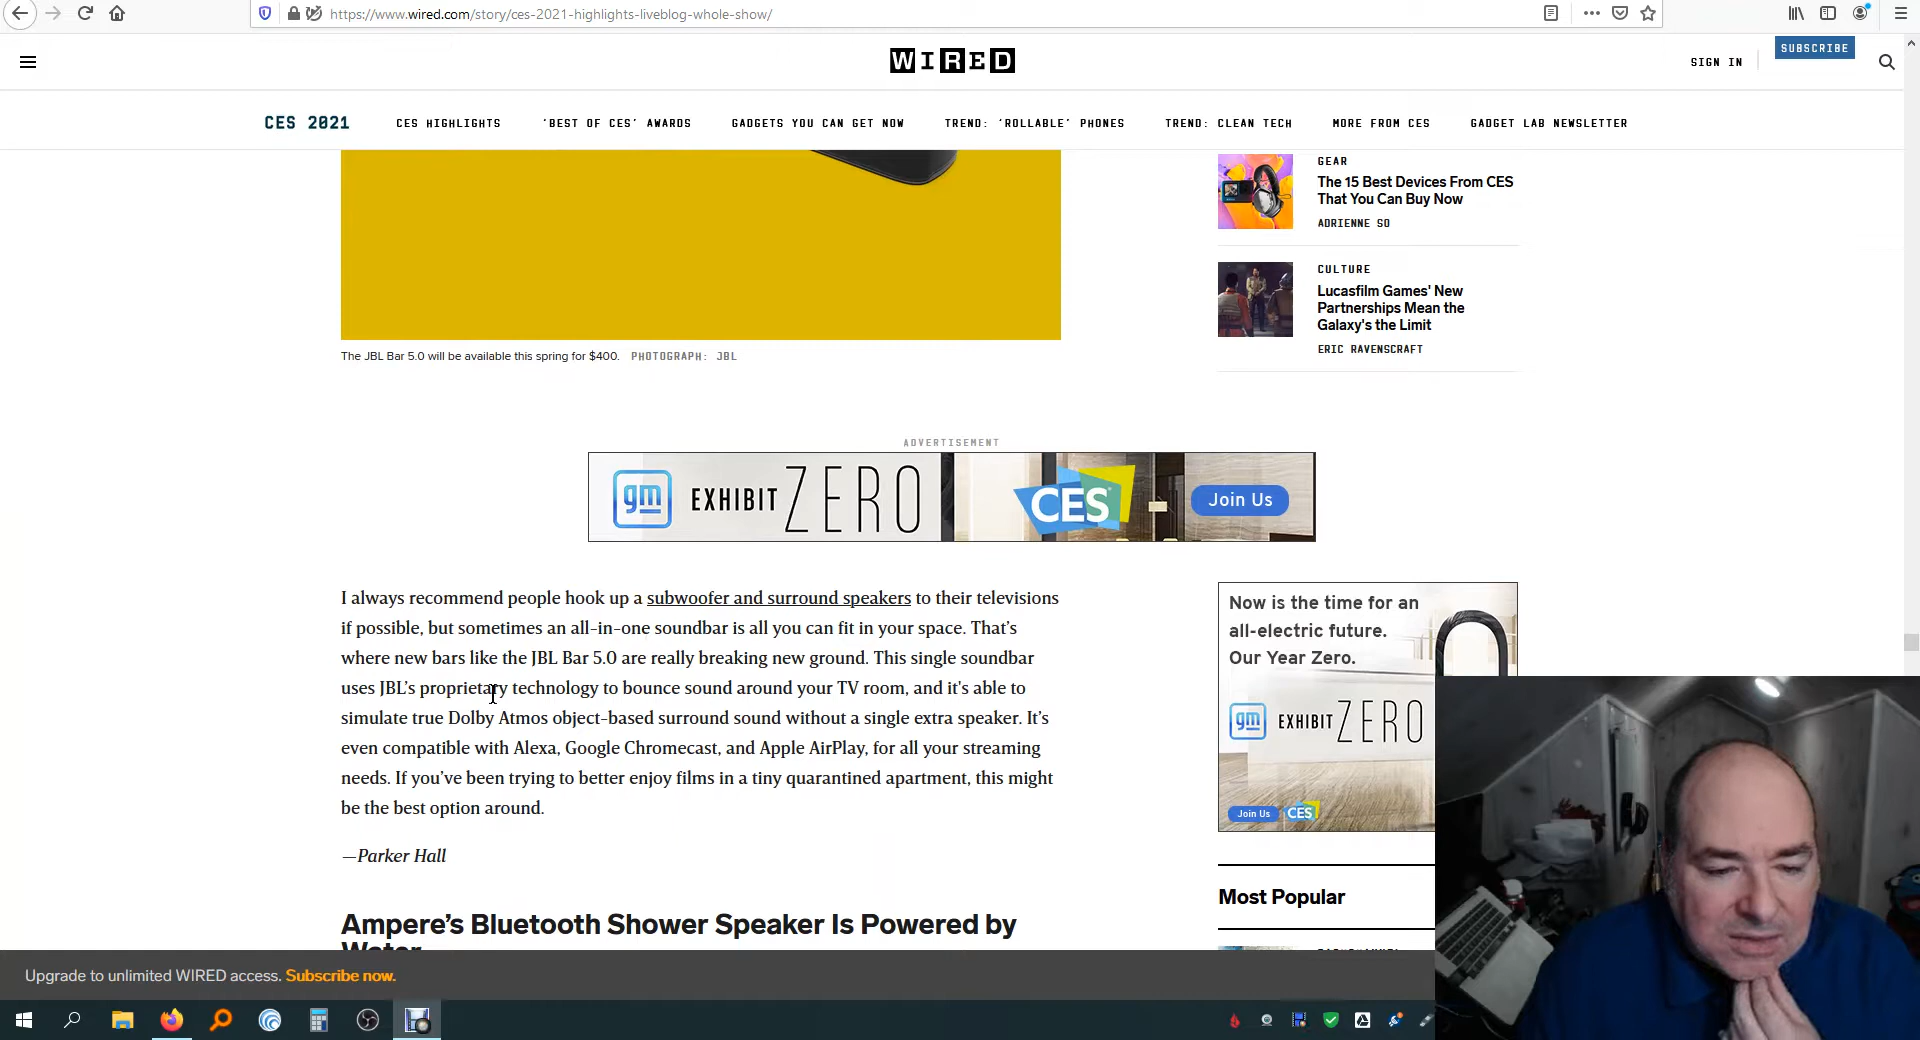 https://www.wired.com/story/ces-2021-highlights-liveblog-whole-show/
WIRED
SIGN IN
SUBSCRIBE
CES 2021
CES HIGHLIGHTS
‘BEST OF CES’ AWARDS
GADGETS YOU CAN GET NOW
TREND: ‘ROLLABLE’ PHONES
TREND: CLEAN TECH
MORE FROM CES
GADGET LAB NEWSLETTER
GEAR
The 15 Best Devices From CES
That You Can Buy Now
ADRIENNE SO
CULTURE
Lucasfilm Games' New
Partnerships Mean the
Galaxy's the Limit
ERIC RAVENSCRAFT
The JBL Bar 5.0 will be available this spring for $400. PHOTOGRAPH: JBL
ADVERTISEMENT
gm EXHIBIT ZERO CES Join Us
I always recommend people hook up a subwoofer and surround speakers to their televisions
if possible, but sometimes an all-in-one soundbar is all you can fit in your space. That’s
where new bars like the JBL Bar 5.0 are really breaking new ground. This single soundbar
uses JBL’s proprietary technology to bounce sound around your TV room, and it's able to
simulate true Dolby Atmos object-based surround sound without a single extra speaker. It’s
even compatible with Alexa, Google Chromecast, and Apple AirPlay, for all your streaming
needs. If you’ve been trying to better enjoy films in a tiny quarantined apartment, this might
be the best option around.
—Parker Hall
Ampere’s Bluetooth Shower Speaker Is Powered by
Water
Now is the time for an
all-electric future.
Our Year Zero.
gm EXHIBIT ZERO
Join Us CES
Most Popular
Upgrade to unlimited WIRED access. Subscribe now.